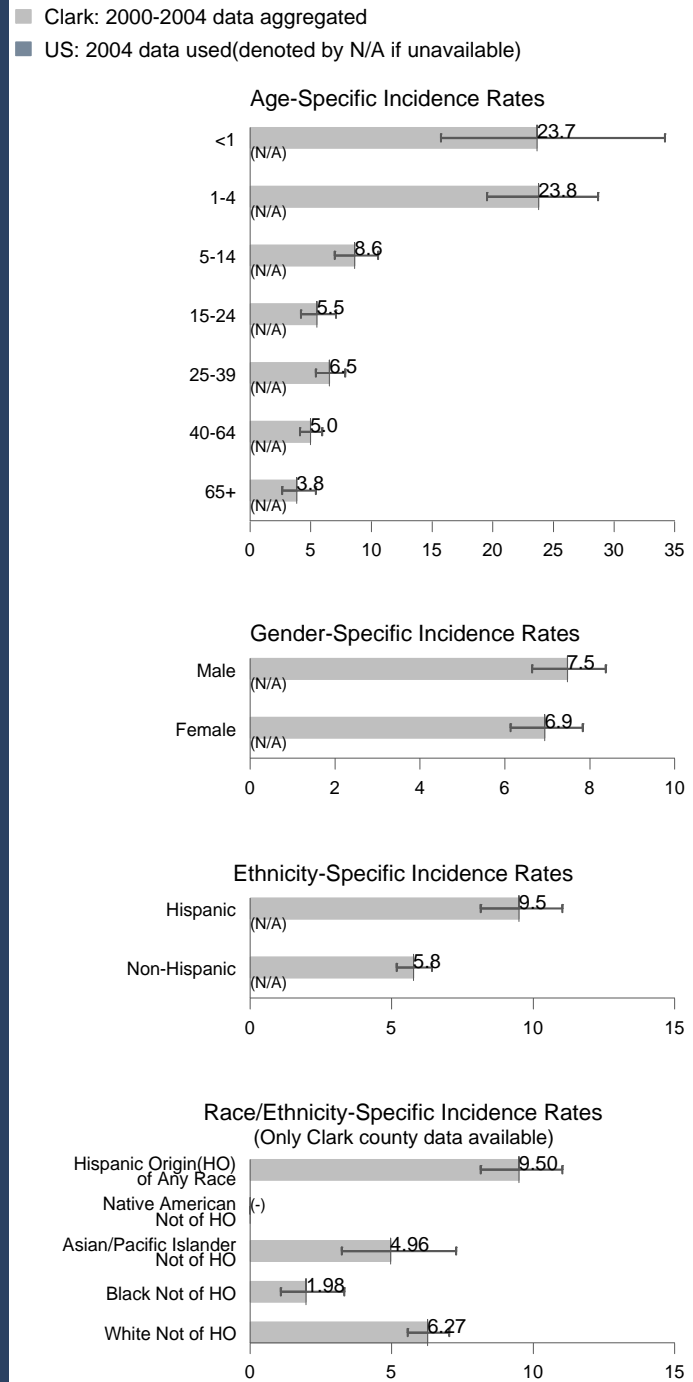 Clark: 2000-2004 data aggregated
US: 2004 data used(denoted by N/A if unavailable)
Age-Specific Incidence Rates
<1 23.7
(N/A)
1-4 23.8
(N/A)
5-14 8.6
(N/A)
15-24 5.5
(N/A)
25-39 6.5
(N/A)
40-64 5.0
(N/A)
65+ 3.8
(N/A)
0 5 10 15 20 25 30 35
Gender-Specific Incidence Rates
Male 7.5
(N/A)
Female 6.9
(N/A)
0 2 4 6 8 10
Ethnicity-Specific Incidence Rates
Hispanic 9.5
(N/A)
Non-Hispanic 5.8
(N/A)
0 5 10 15
Race/Ethnicity-Specific Incidence Rates
(Only Clark county data available)
Hispanic Origin(HO) 9.50
of Any Race
Native American (-)
Not of HO
Asian/Pacific Islander 4.96
Not of HO
Black Not of HO 1.98
White Not of HO 6.27
0 5 10 15